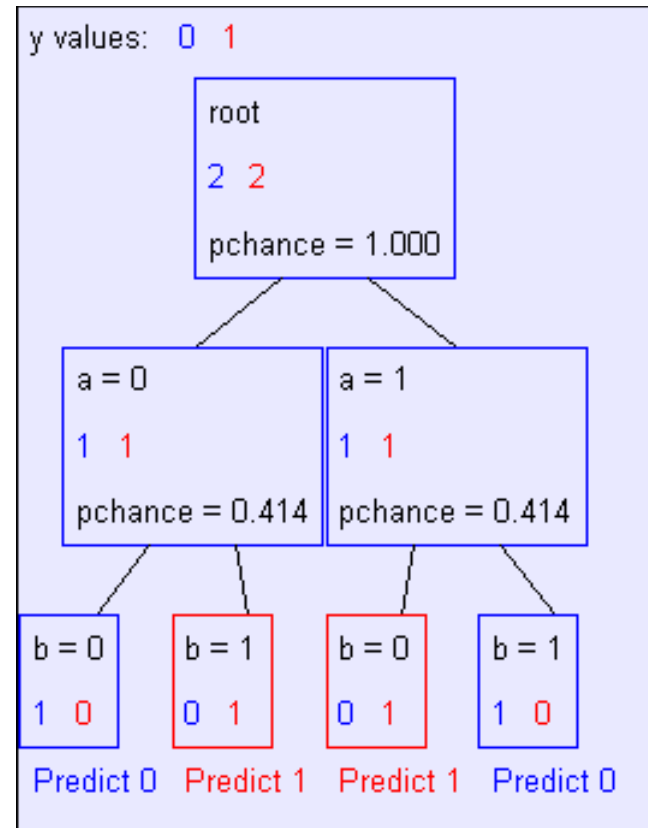 y values: 0 1
root
2 2
pchance = 1.000
a = 0
1 1
pchance = 0.414
a = 1
1 1
pchance = 0.414
b = 0
1 0
Predict 0
b = 1
0 1
Predict 1
b = 0
0 1
Predict 1
b = 1
1 0
Predict 0